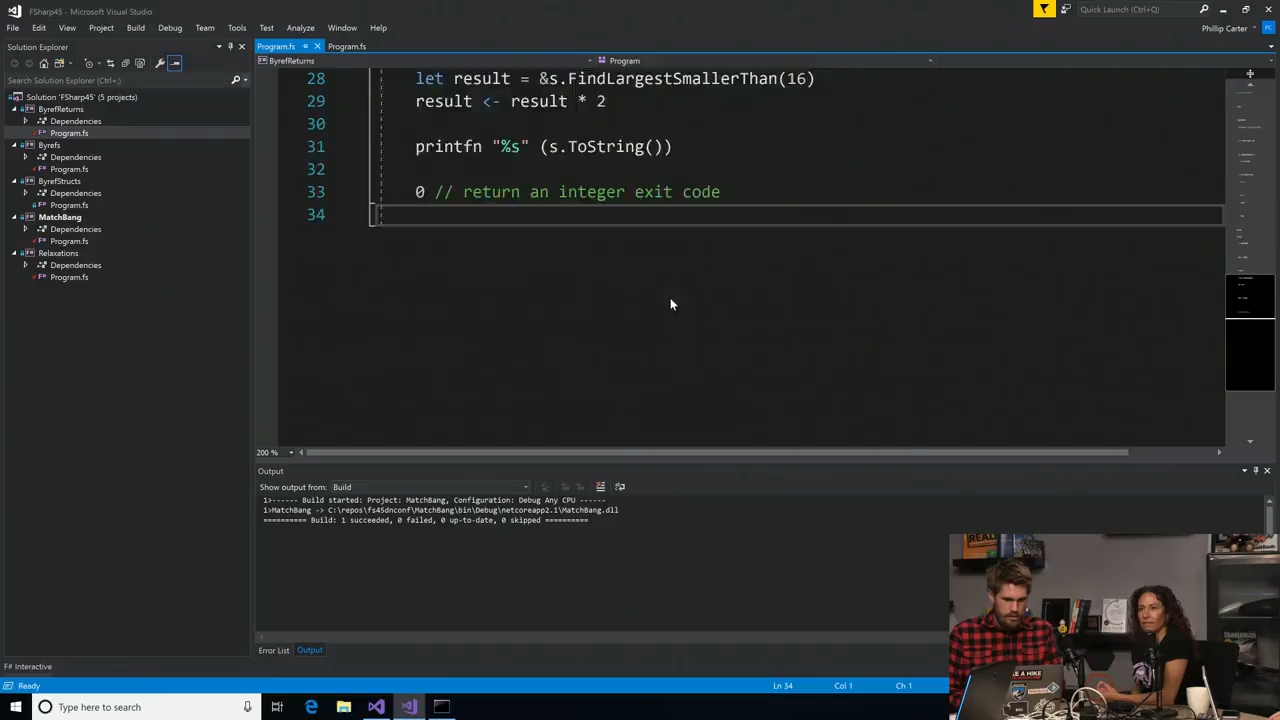 FSharp45 - Microsoft Visual Studio
Quick Launch (Ctrl+Q)
File Edit View Project Build Debug Team Tools Test Analyze Window Help
Phillip Carter
PC
Solution Explorer
Program.fs
Program.fs
ByrefReturns
Program
Search Solution Explorer (Ctrl+;)
Solution 'FSharp45' (5 projects)
ByrefReturns
Dependencies
Program.fs
Byrefs
Dependencies
Program.fs
ByrefStructs
Dependencies
Program.fs
MatchBang
Dependencies
Program.fs
Relaxations
Dependencies
Program.fs
28 let result = &s.FindLargestSmallerThan(16)
29 result <- result * 2
30
31 printfn "%s" (s.ToString())
32
33 0 // return an integer exit code
34
200 %
Output
Show output from: Build
1>------ Build started: Project: MatchBang, Configuration: Debug Any CPU ------
1>MatchBang -> C:\repos\fs45dnconf\MatchBang\bin\Debug\netcoreapp2.1\MatchBang.dll
========== Build: 1 succeeded, 0 failed, 0 up-to-date, 0 skipped ==========
Error List Output
F# Interactive
Ready
Ln 34 Col 1 Ch 1
Type here to search
E A HIKE